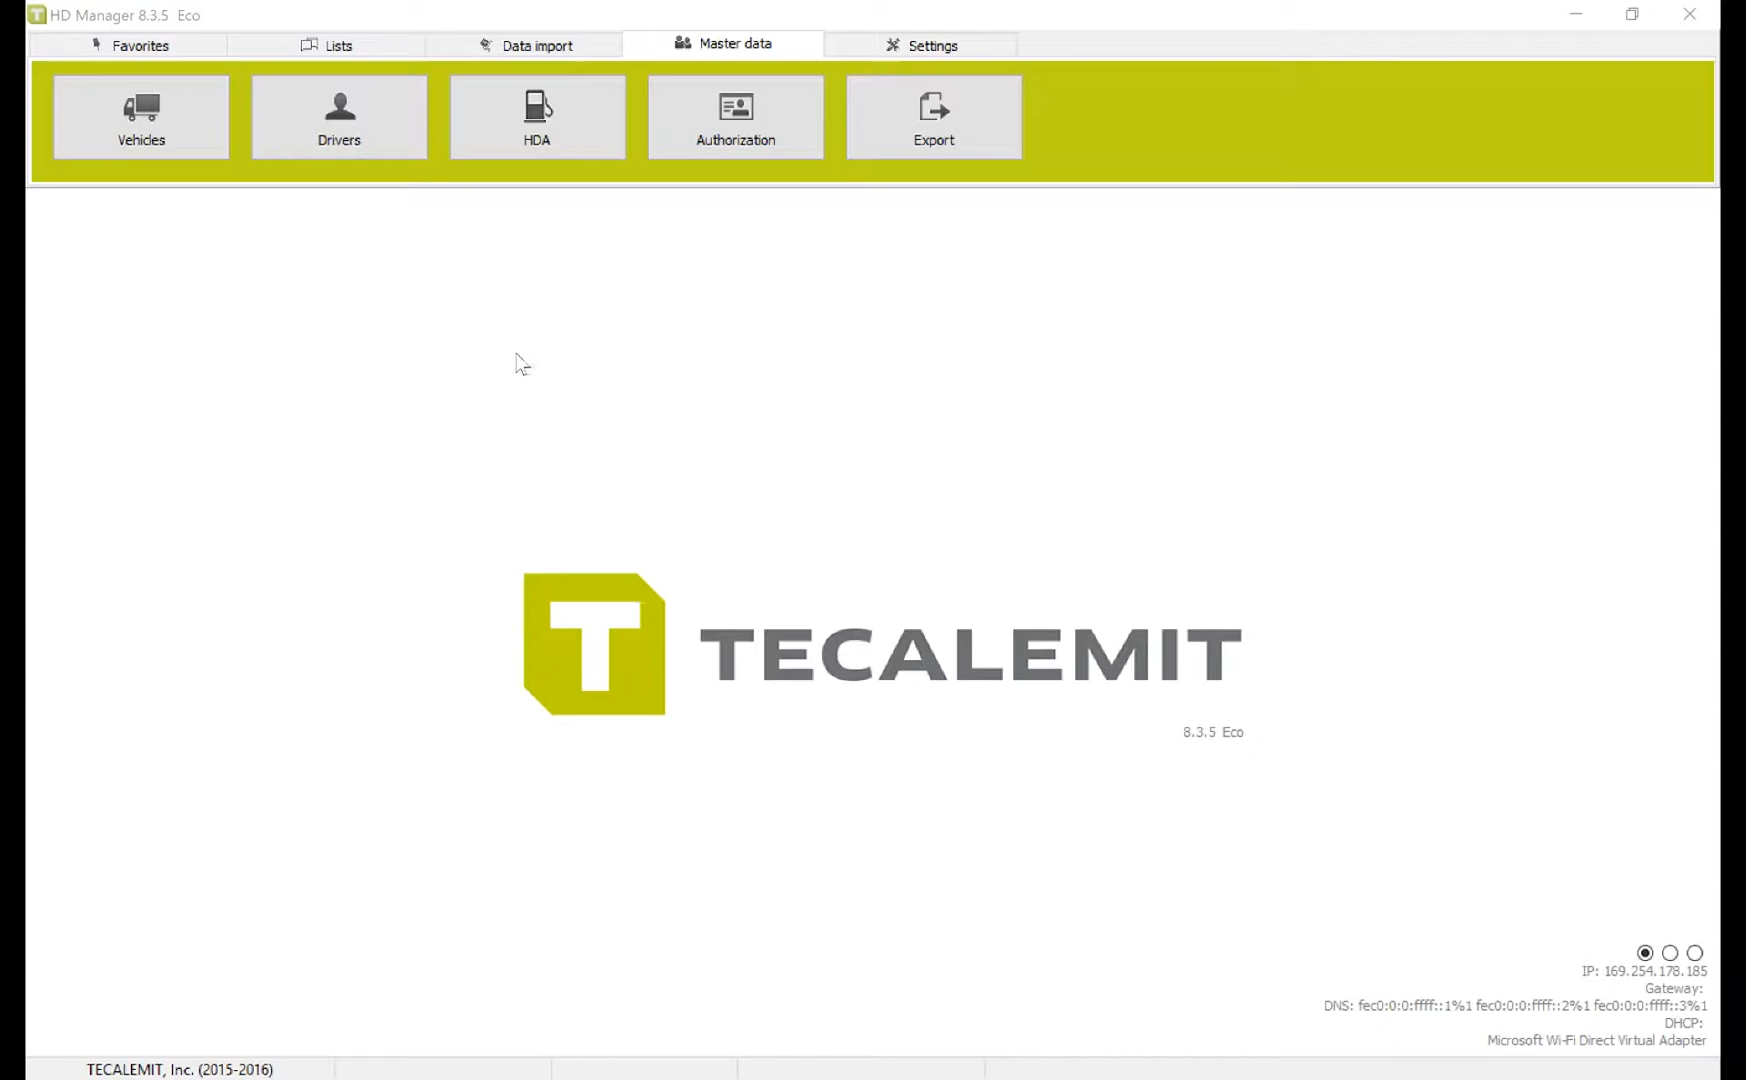 HD Manager 8.3.5 Eco
Favorites
Lists
Data import
Master data
Settings
Vehicles
Drivers
HDA
Authorization
Export
T TECALEMIT
8.3.5 Eco
IP: 169.254.178.185
Gateway:
DNS: fec0:0:0:ffff::1%1 fec0:0:0:ffff::2%1 fec0:0:0:ffff::3%1
DHCP:
Microsoft Wi-Fi Direct Virtual Adapter
TECALEMIT, Inc. (2015-2016)